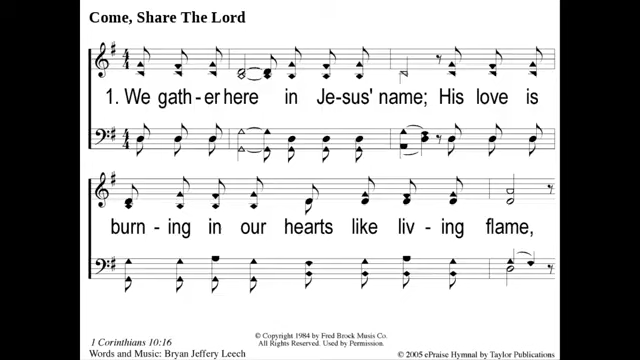 Come, Share The Lord
1. We gath - er here in Je-sus' name; His love is
burn - ing in our hearts like liv - ing flame,
1 Corinthians 10:16
Words and Music: Bryan Jeffery Leech
© Copyright 1984 by Fred Brock Musis Co.
All Rights Reserved. Used by Permission.
© 2005 ePraise Hymnal by Taylor Publications